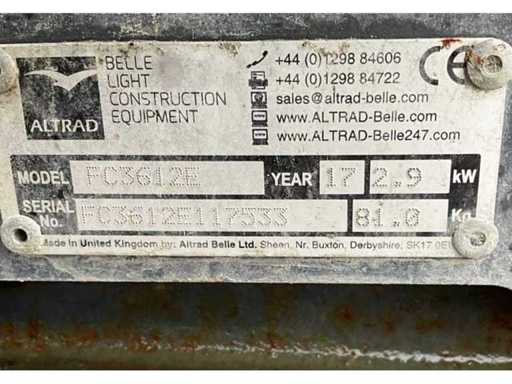 ALTRAD
BELLE
LIGHT
CONSTRUCTION
EQUIPMENT
+44 (0)1298 84606
+44 (0)1298 84722
sales@altrad-belle.com
www.ALTRAD-Belle.com
www.ALTRAD-Belle247.com
CE
MODEL FC3612E YEAR 17 2.9 kW
SERIAL No. FC3612E117533 81.0 Kg
Made in United Kingdom by: Altrad Belle Ltd. Sheen, Nr. Buxton, Derbyshire, SK17